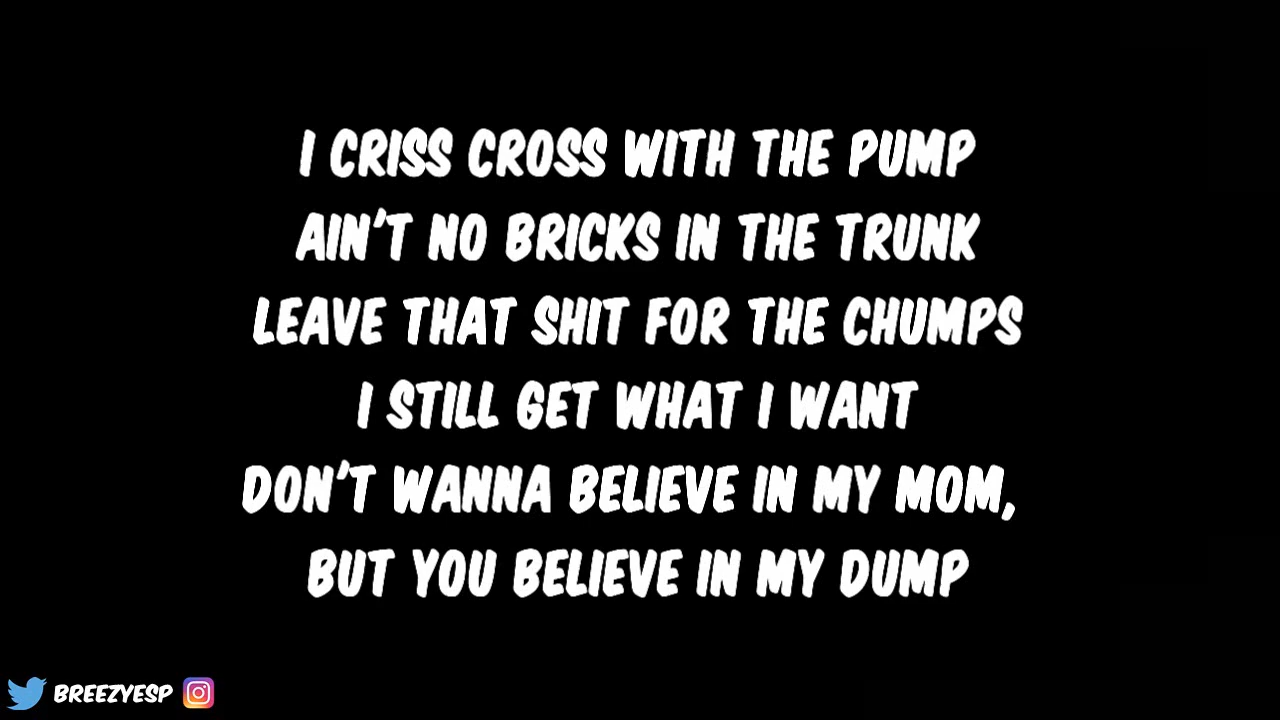 I CRISS CROSS WITH THE PUMP
AIN'T NO BRICKS IN THE TRUNK
LEAVE THAT SHIT FOR THE CHUMPS
I STILL GET WHAT I WANT
DON'T WANNA BELIEVE IN MY MOM,
BUT YOU BELIEVE IN MY DUMP
BREEZYESP